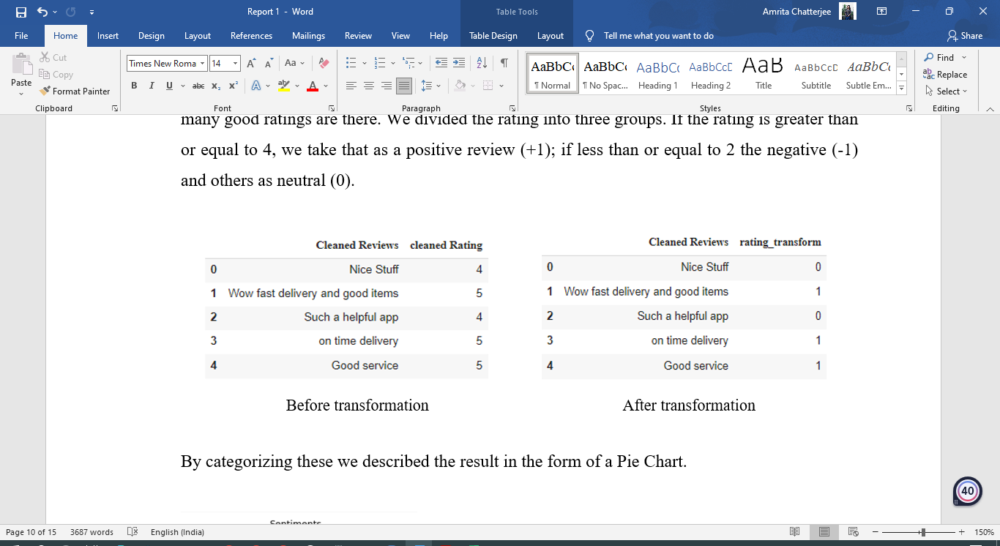 Report 1 - Word
Table Tools
Amrita Chatterjee
File Home Insert Design Layout References Mailings Review View Help Table Design Layout Tell me what you want to do Share
Paste
Cut
Copy
Format Painter
Clipboard
Times New Roma 14
Aa
B I U abc x₂ x² A aby A
Font
Paragraph
AaBbCc AaBbCc AaBbCc AaBbCcD AaB AaBbCcD AaBbCc
¶ Normal ¶ No Spac... Heading 1 Heading 2 Title Subtitle Subtle Em...
Styles
Find
Replace
Select
Editing
many good ratings are there. We divided the rating into three groups. If the rating is greater than
or equal to 4, we take that as a positive review (+1); if less than or equal to 2 the negative (-1)
and others as neutral (0).
Cleaned Reviews cleaned Rating
0 Nice Stuff 4
1 Wow fast delivery and good items 5
2 Such a helpful app 4
3 on time delivery 5
4 Good service 5
Before transformation
Cleaned Reviews rating_transform
0 Nice Stuff 0
1 Wow fast delivery and good items 1
2 Such a helpful app 0
3 on time delivery 1
4 Good service 1
After transformation
By categorizing these we described the result in the form of a Pie Chart.
40
Sentiments
Page 10 of 15 3687 words English (India) 150%